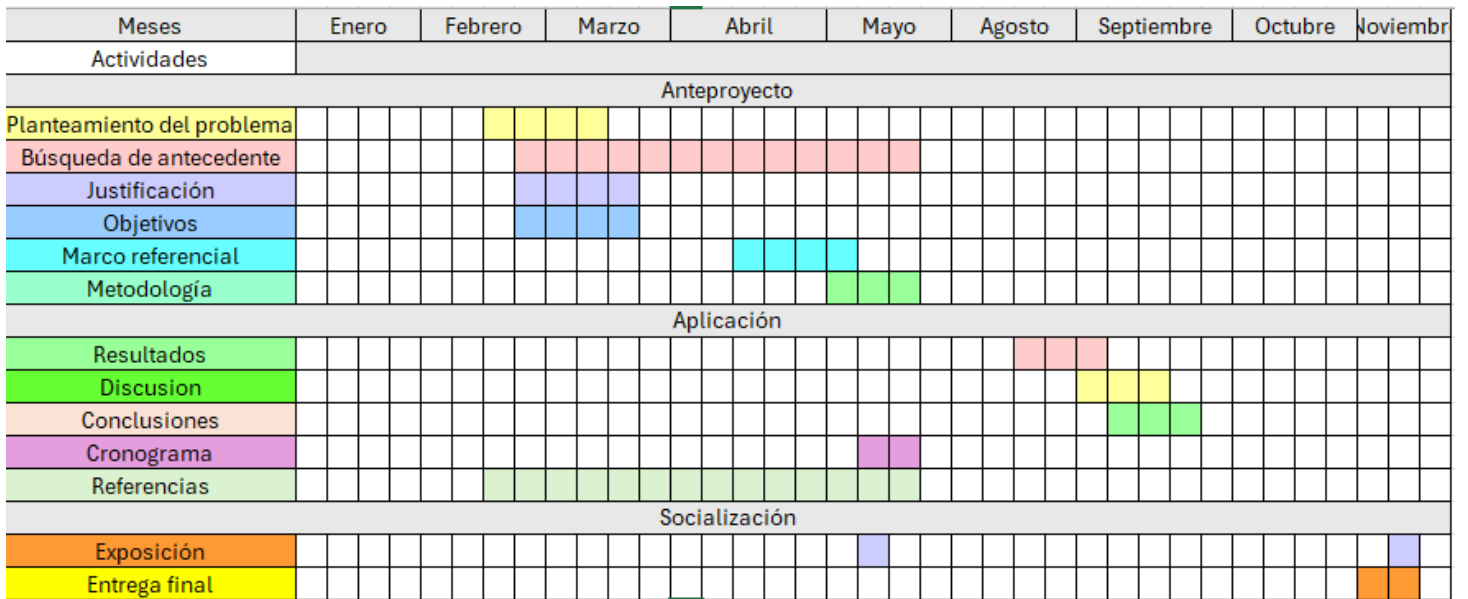 Meses Enero Febrero Marzo Abril Mayo Agosto Septiembre Octubre Noviembr
Actividades
Anteproyecto
Planteamiento del problema
Búsqueda de antecedente
Justificación
Objetivos
Marco referencial
Metodología
Aplicación
Resultados
Discusion
Conclusiones
Cronograma
Referencias
Socialización
Exposición
Entrega final